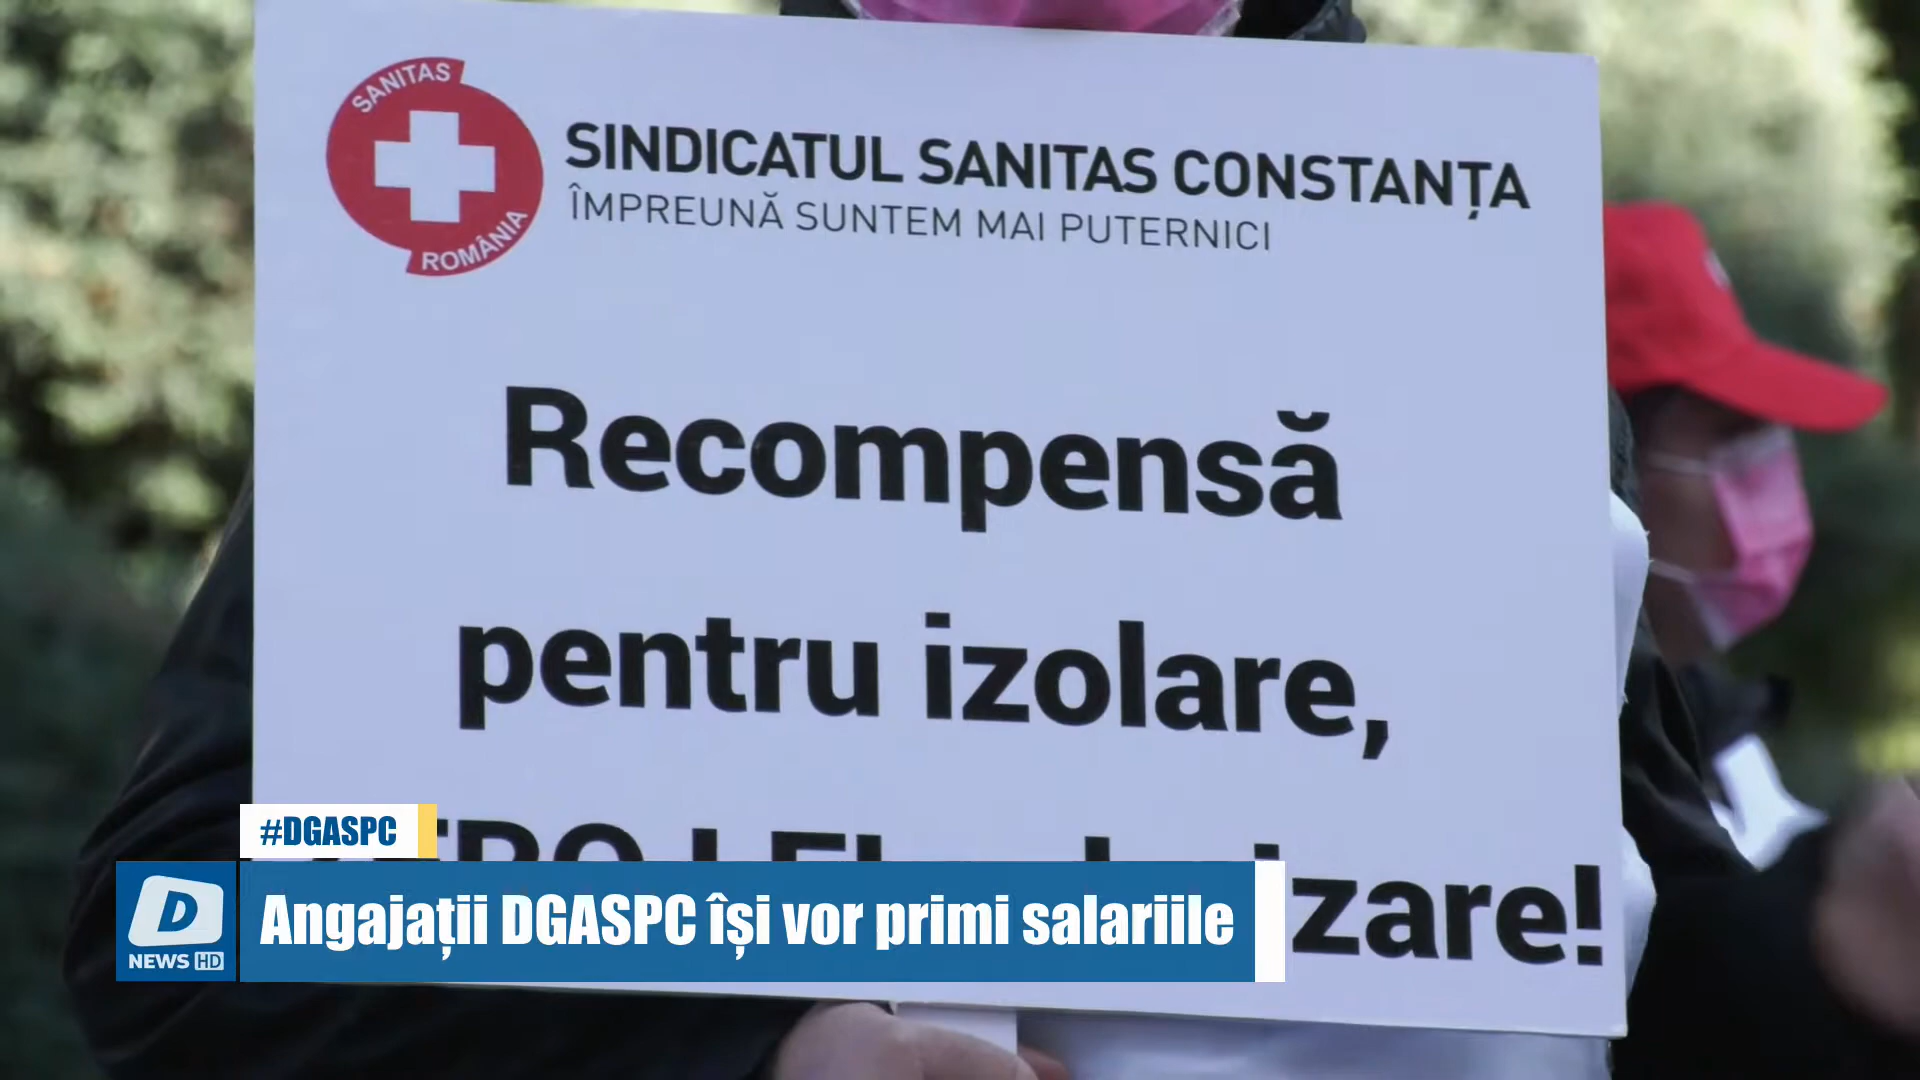 SANITAS
ROMÂNIA
SINDICATUL SANITAS CONSTANȚA
ÎMPREUNĂ SUNTEM MAI PUTERNICI
Recompensă
pentru izolare,
#DGASPC
Angajații DGASPC își vor primi salariile
D
NEWS HD